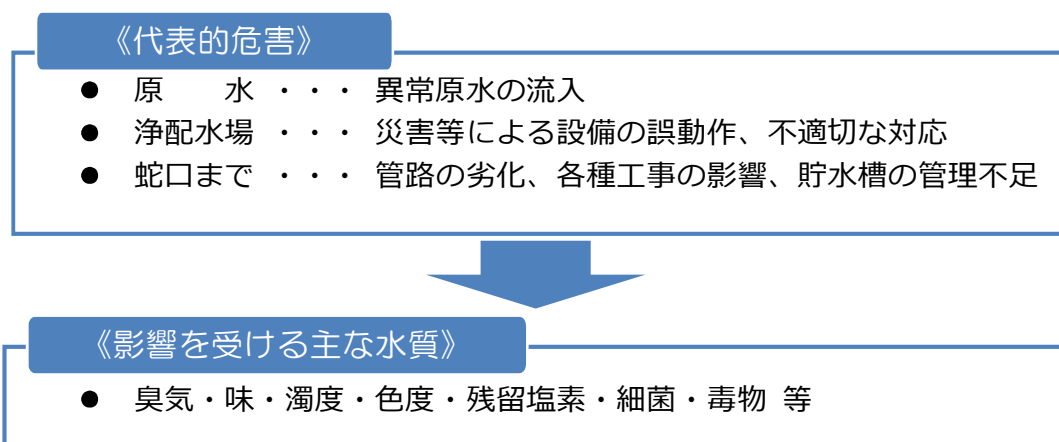 《代表的危害》
● 原　　水 ・・・ 異常原水の流入
● 浄配水場 ・・・ 災害等による設備の誤動作、不適切な対応
● 蛇口まで ・・・ 管路の劣化、各種工事の影響、貯水槽の管理不足
《影響を受ける主な水質》
● 臭気・味・濁度・色度・残留塩素・細菌・毒物 等